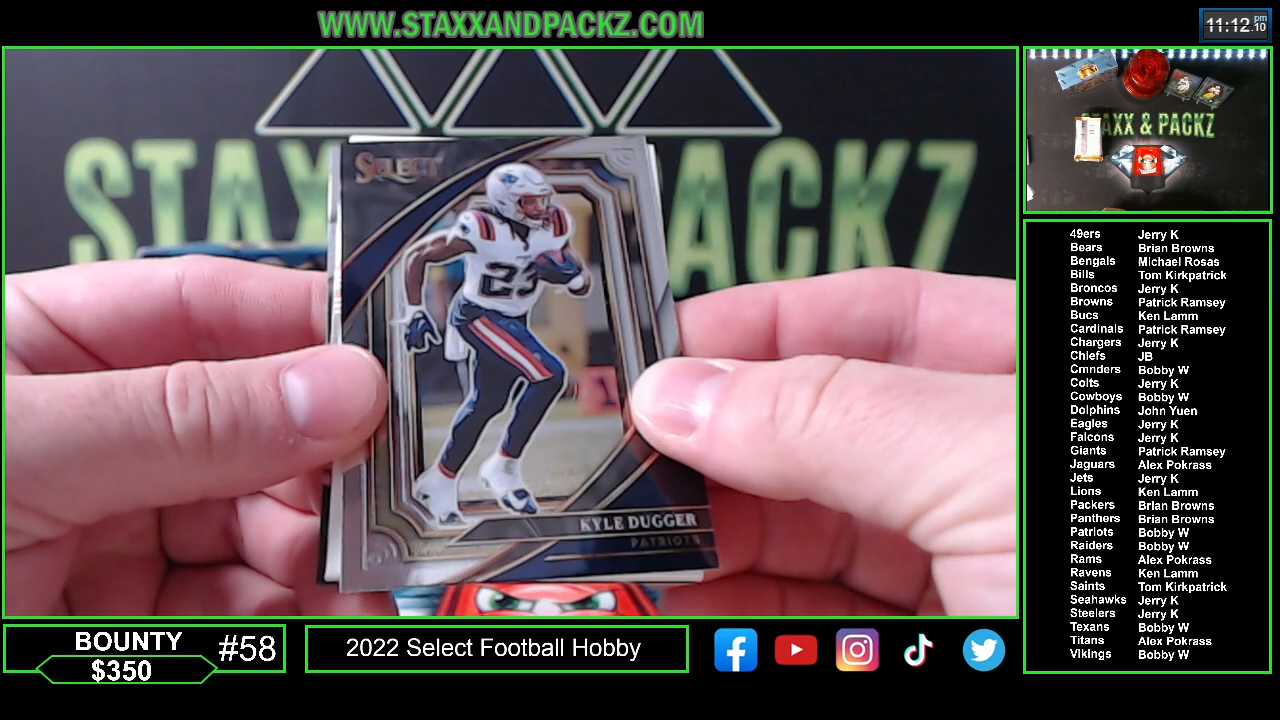 WWW.STAXXANDPACKZ.COM
11:12 pm :10
STAXX & PACKZ
SELECT
23
1
KYLE DUGGER
PATRIOTS
STAXX & PACKZ
49ers Jerry K
Bears Brian Browns
Bengals Michael Rosas
Bills Tom Kirkpatrick
Broncos Jerry K
Browns Patrick Ramsey
Bucs Ken Lamm
Cardinals Patrick Ramsey
Chargers Jerry K
Chiefs JB
Cmnders Bobby W
Colts Jerry K
Cowboys Bobby W
Dolphins John Yuen
Eagles Jerry K
Falcons Jerry K
Giants Patrick Ramsey
Jaguars Alex Pokrass
Jets Jerry K
Lions Ken Lamm
Packers Brian Browns
Panthers Brian Browns
Patriots Bobby W
Raiders Bobby W
Rams Alex Pokrass
Ravens Ken Lamm
Saints Tom Kirkpatrick
Seahawks Jerry K
Steelers Jerry K
Texans Bobby W
Titans Alex Pokrass
Vikings Bobby W
BOUNTY
$350
#58
2022 Select Football Hobby